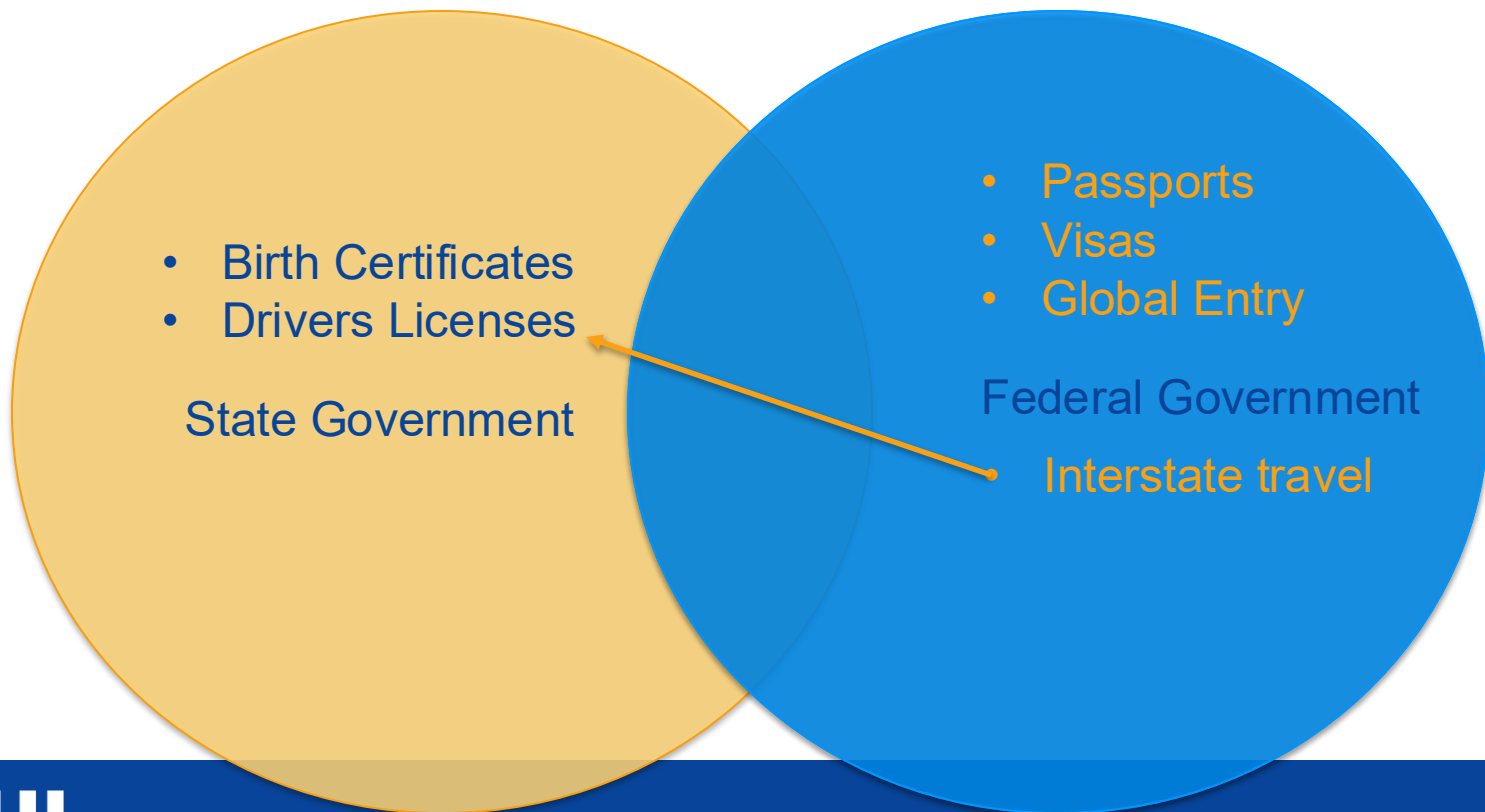 • Birth Certificates
• Drivers Licenses
State Government
• Passports
• Visas
• Global Entry
Federal Government
• Interstate travel